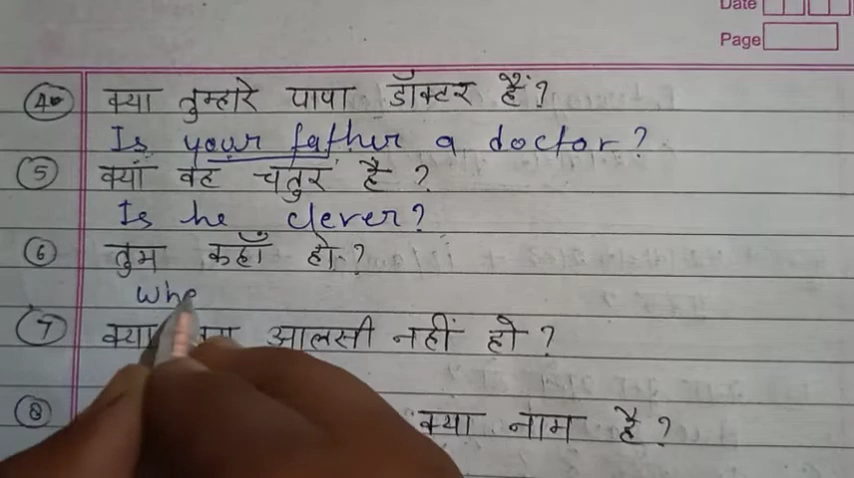 Date
Page
4 क्या तुम्हारे पापा डॉक्टर हैं?
Is your father a doctor?
5 क्यां वह चतुर है ?
Is he clever?
6 तुम कहाँ हो ?
Whe
7 क्या आलसी नहीं हो ?
8 क्या नाम है ?